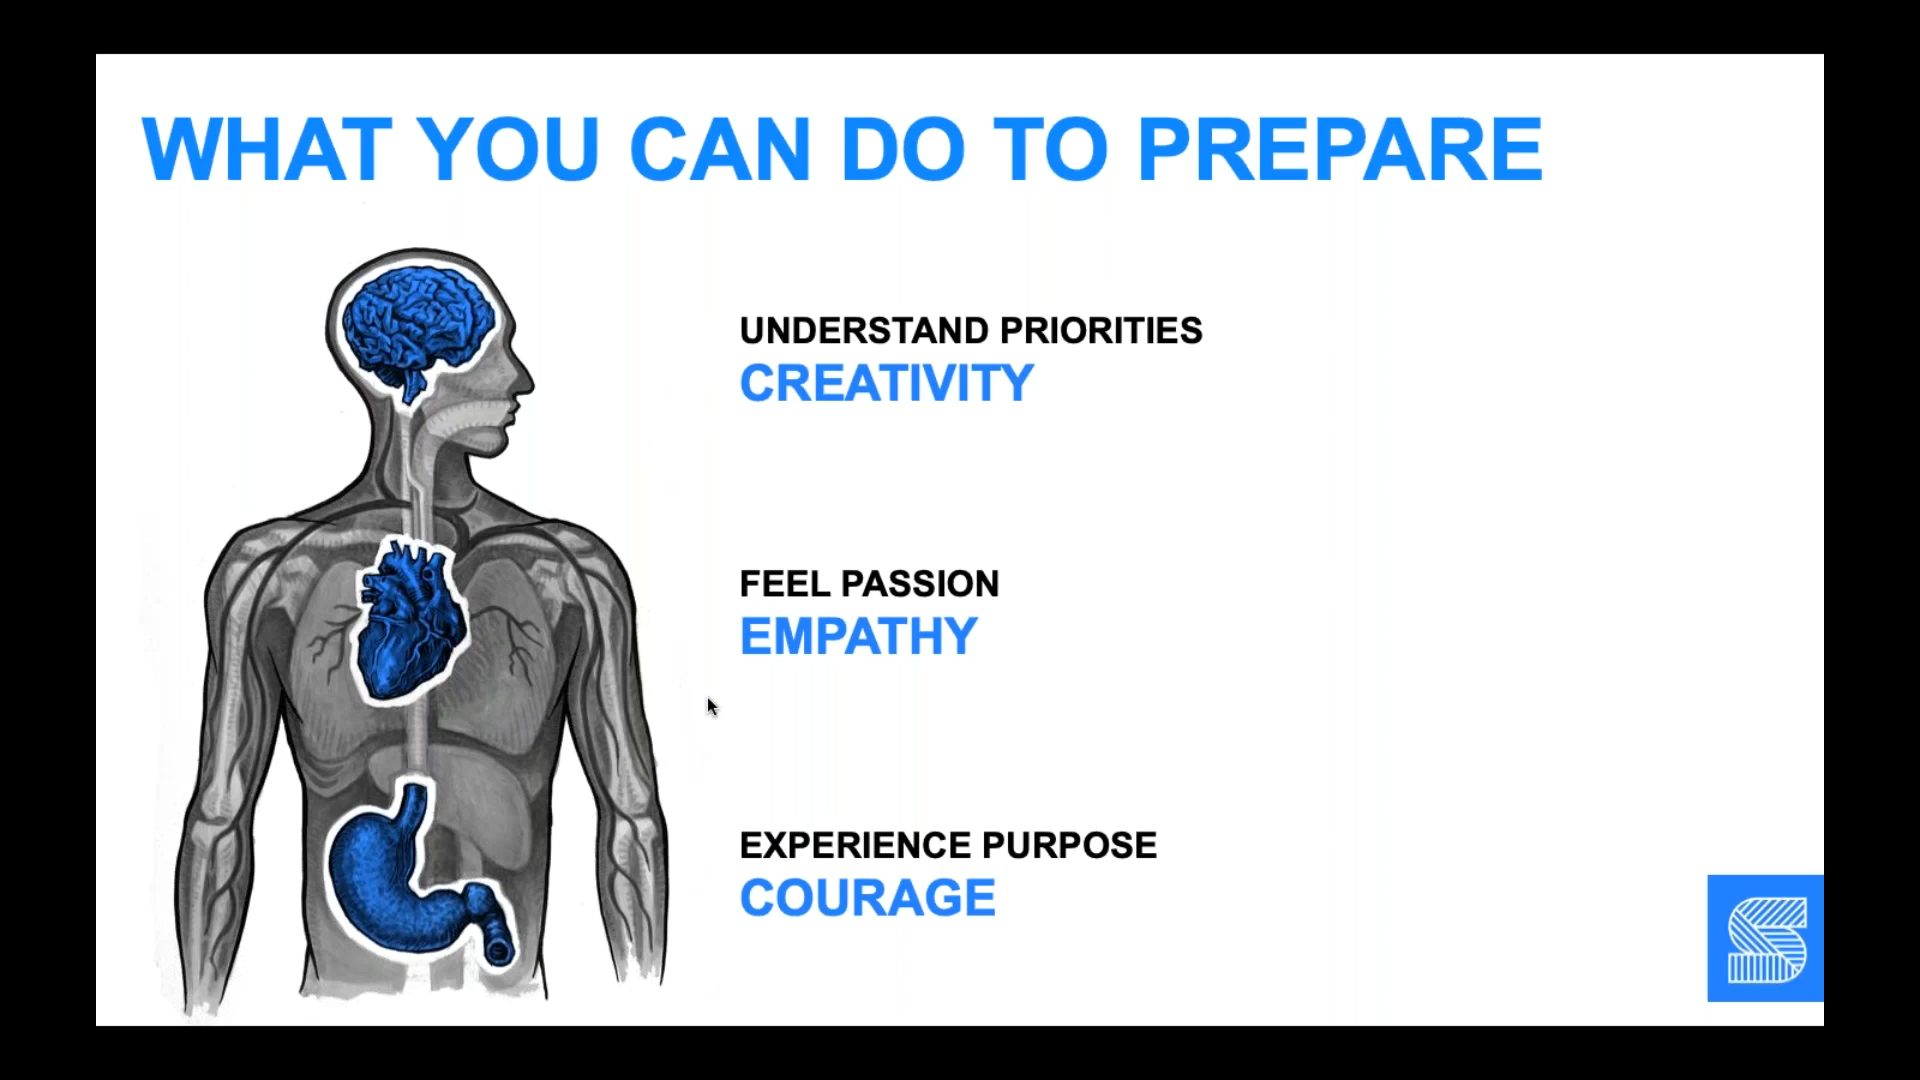 WHAT YOU CAN DO TO PREPARE
UNDERSTAND PRIORITIES
CREATIVITY
FEEL PASSION
EMPATHY
EXPERIENCE PURPOSE
COURAGE
S